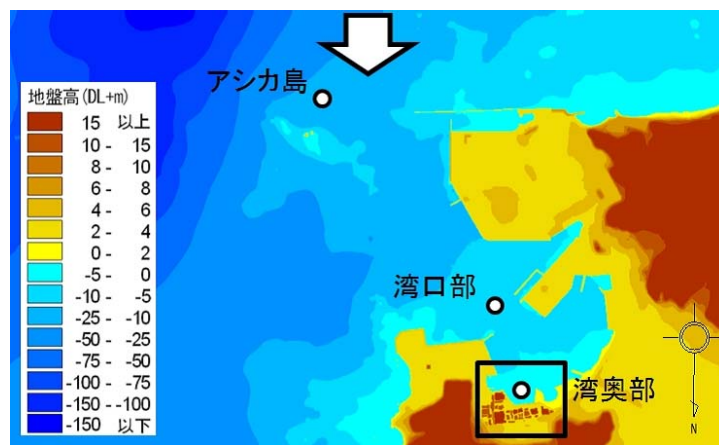 アシカ島
地盤高(DL+m)
15 以上
10 - 15
8 - 10
6 - 8
4 - 6
2 - 4
0 - 2
-5 - 0
-10 - -5
-25 - -10
-50 - -25
-75 - -50
-100 - -75
-150 - -100
-150 以下
湾口部
湾奥部
N